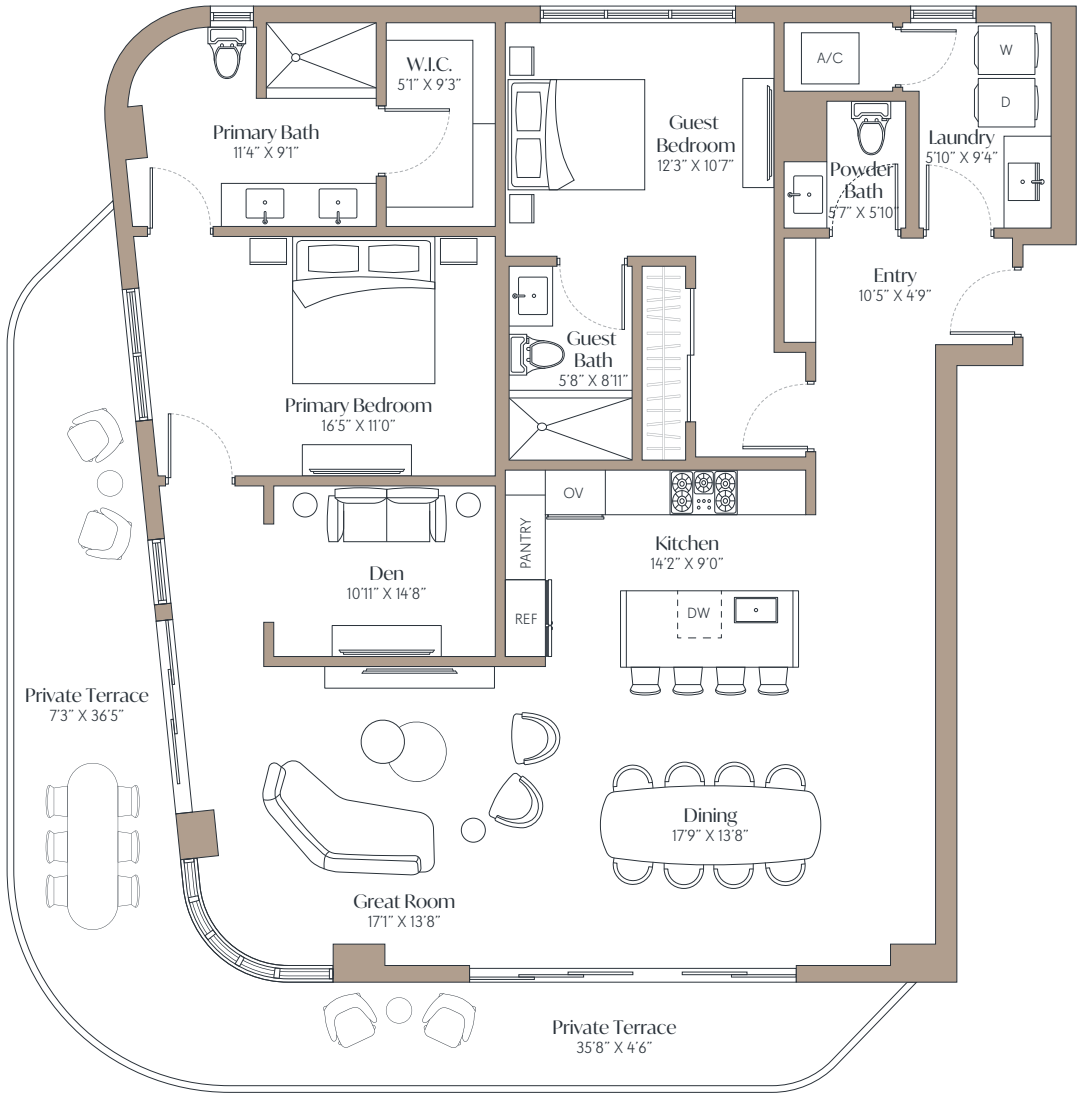 W.I.C.
5'1" X 9'3"
A/C
W
D
Primary Bath
11'4" X 9'1"
Guest
Bedroom
12'3" X 10'7"
Laundry
5'10" X 9'4"
Powder
Bath
5'7" X 5'10"
Entry
10'5" X 4'9"
Guest
Bath
5'8" X 8'11"
Primary Bedroom
16'5" X 11'0"
OV
PANTRY
REF
Kitchen
14'2" X 9'0"
DW
Den
10'11" X 14'8"
Private Terrace
7'3" X 36'5"
Dining
17'9" X 13'8"
Great Room
17'1" X 13'8"
Private Terrace
35'8" X 4'6"